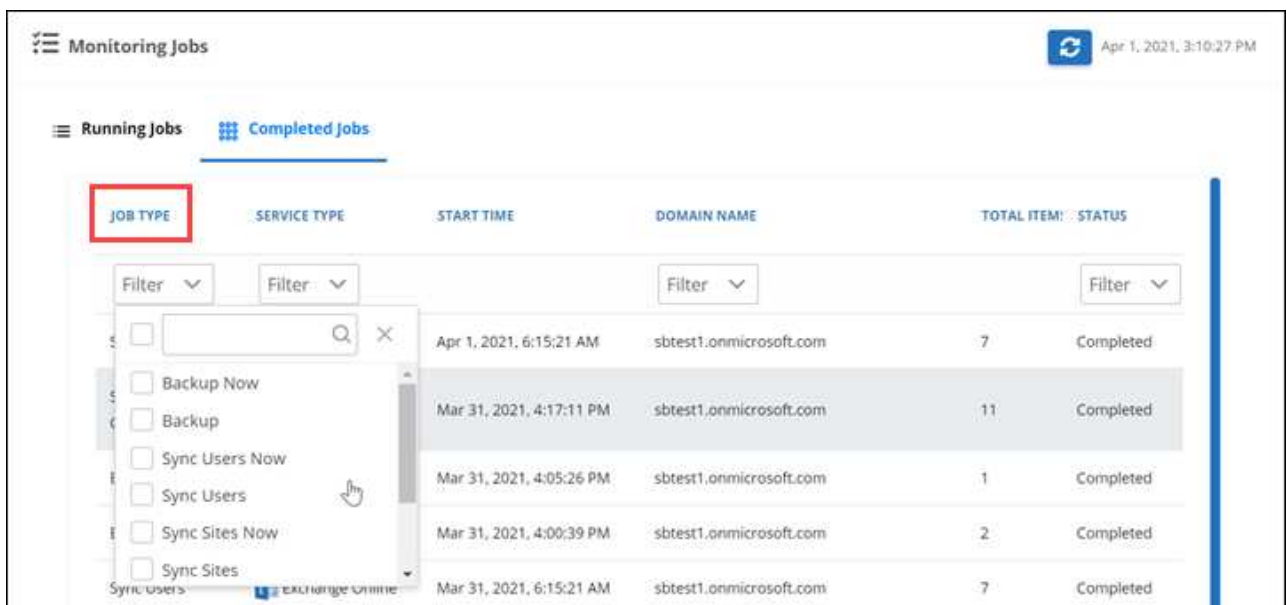 Monitoring Jobs
Apr 1, 2021, 3:10:27 PM
Running Jobs
Completed Jobs
JOB TYPE SERVICE TYPE START TIME DOMAIN NAME TOTAL ITEM: STATUS
Filter Filter Filter Filter
Apr 1, 2021, 6:15:21 AM sbtest1.onmicrosoft.com 7 Completed
Backup Now
Mar 31, 2021, 4:17:11 PM sbtest1.onmicrosoft.com 11 Completed
Backup
Sync Users Now
Mar 31, 2021, 4:05:26 PM sbtest1.onmicrosoft.com 1 Completed
Sync Users
Sync Sites Now
Mar 31, 2021, 4:00:39 PM sbtest1.onmicrosoft.com 2 Completed
Sync Sites
Sync Users Exchange Online Mar 31, 2021, 6:15:21 AM sbtest1.onmicrosoft.com 7 Completed